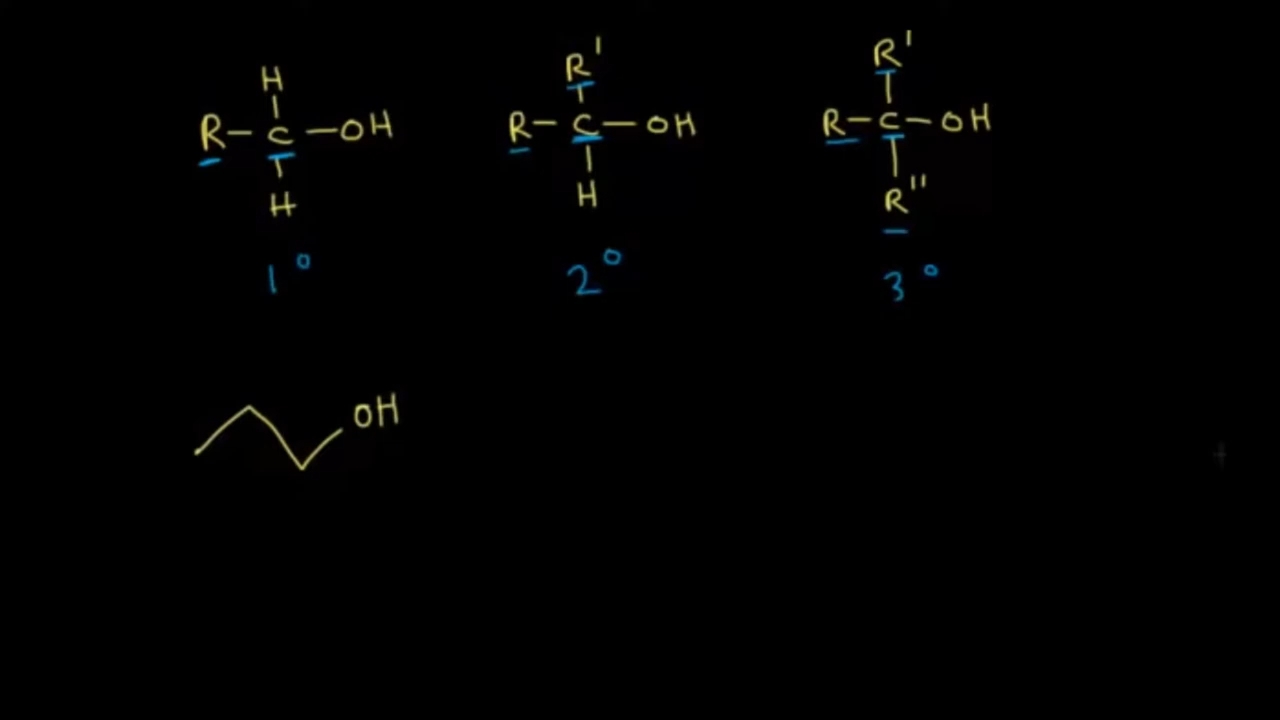 H R' R'
R-C-OH R-C-OH R-C-OH
H H R"
1° 2° 3°
OH